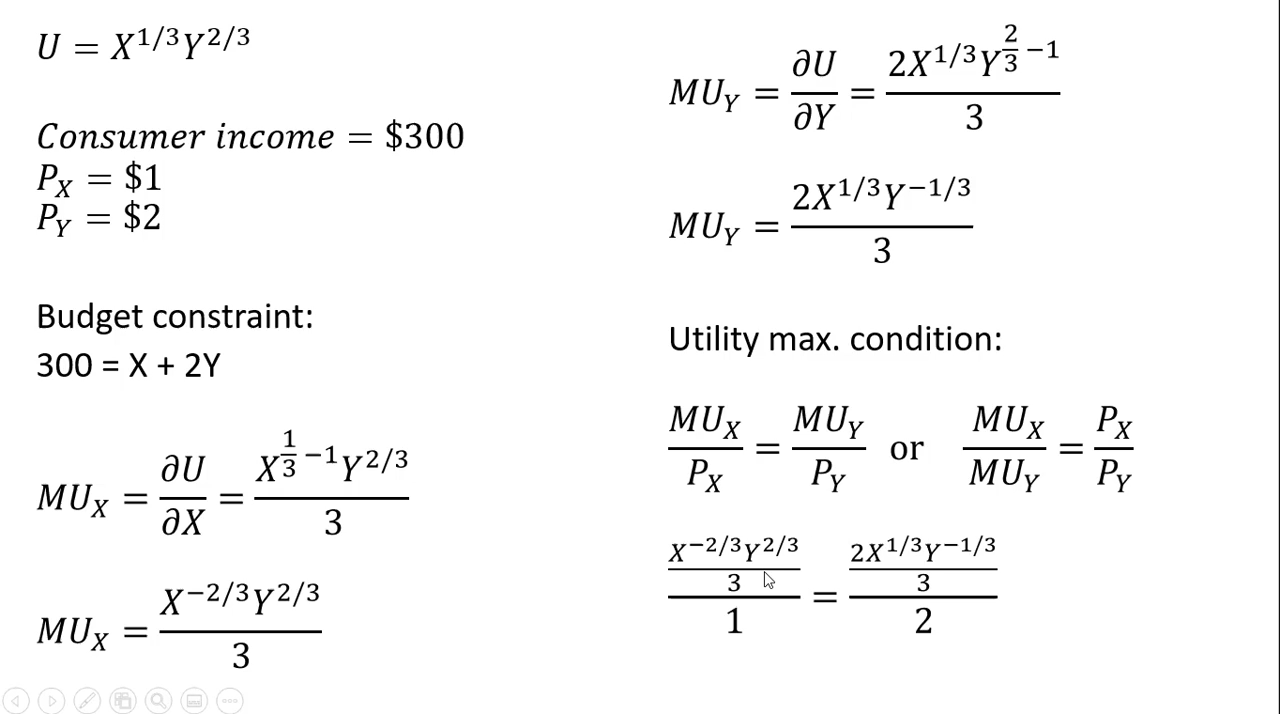 U = X^{1/3}Y^{2/3}
Consumer income = $300
P_X = $1
P_Y = $2
Budget constraint:
300 = X + 2Y
MU_X = ∂U/∂X = X^{1/3 −1}Y^{2/3}/3
MU_X = X^{−2/3}Y^{2/3}/3
MU_Y = ∂U/∂Y = 2X^{1/3}Y^{2/3 −1}/3
MU_Y = 2X^{1/3}Y^{−1/3}/3
Utility max. condition:
MU_X/P_X = MU_Y/P_Y or MU_X/MU_Y = P_X/P_Y
(X^{−2/3}Y^{2/3}/3)/1 = (2X^{1/3}Y^{−1/3}/3)/2